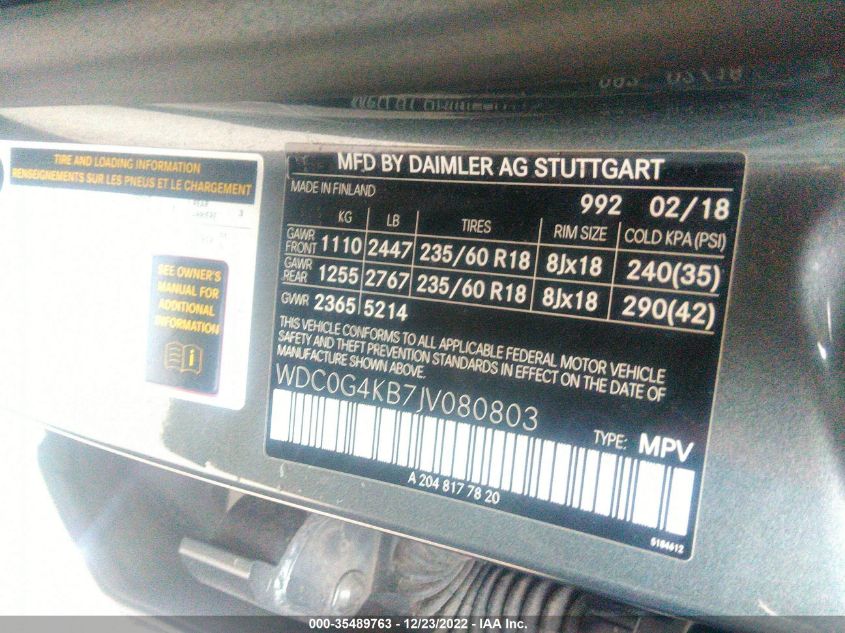 TIRE AND LOADING INFORMATION
RENSEIGNEMENTS SUR LES PNEUS ET LE CHARGEMENT
SEE OWNER'S
MANUAL FOR
ADDITIONAL
INFORMATION
MFD BY DAIMLER AG STUTTGART
MADE IN FINLAND 992 02/18
KG LB TIRES RIM SIZE COLD KPA (PSI)
GAWR FRONT 1110 2447 235/60 R18 8Jx18 240(35)
GAWR REAR 1255 2767 235/60 R18 8Jx18 290(42)
GVWR 2365 5214
THIS VEHICLE CONFORMS TO ALL APPLICABLE FEDERAL MOTOR VEHICLE
SAFETY AND THEFT PREVENTION STANDARDS IN EFFECT ON THE DATE OF
MANUFACTURE SHOWN ABOVE.
WDC0G4KB7JV080803
TYPE: MPV
A 204 817 78 20
5184612
000-35489763 - 12/23/2022 - IAA Inc.